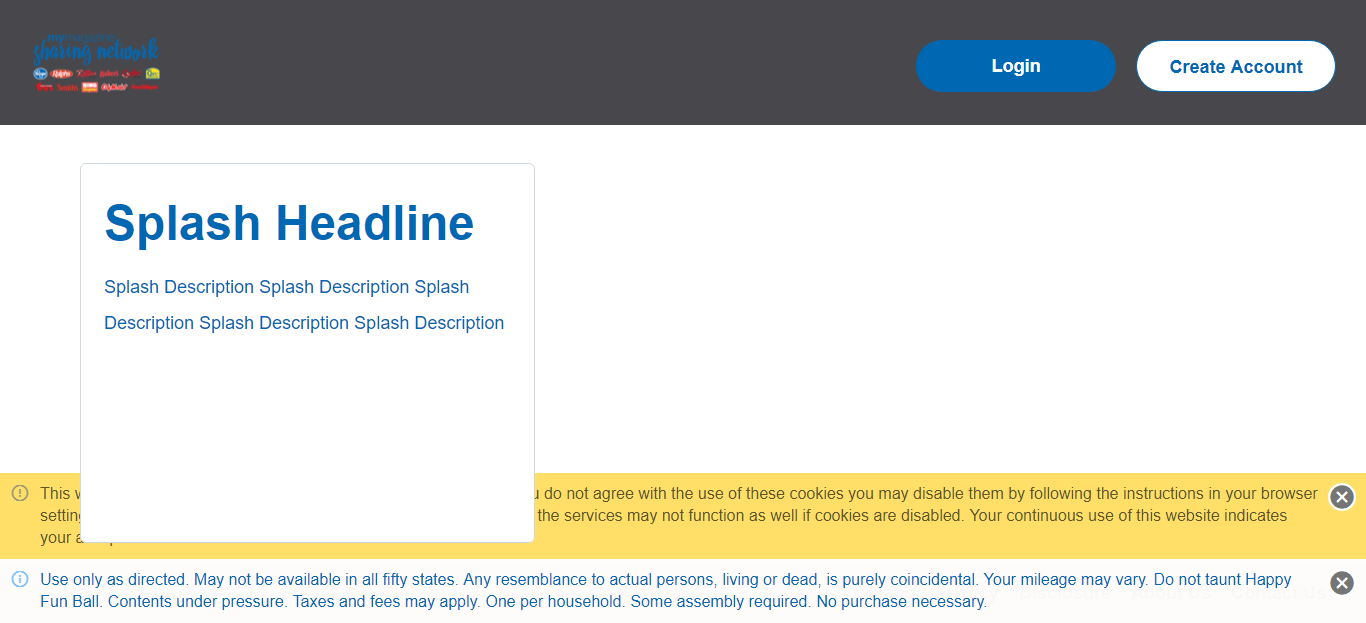 my magazine
sharing network
Login
Create Account
Splash Headline
Splash Description Splash Description Splash
Description Splash Description Splash Description
This
do not agree with the use of these cookies you may disable them by following the instructions in your browser
the services may not function as well if cookies are disabled. Your continuous use of this website indicates
your
Use only as directed. May not be available in all fifty states. Any resemblance to actual persons, living or dead, is purely coincidental. Your mileage may vary. Do not taunt Happy
Fun Ball. Contents under pressure. Taxes and fees may apply. One per household. Some assembly required. No purchase necessary.